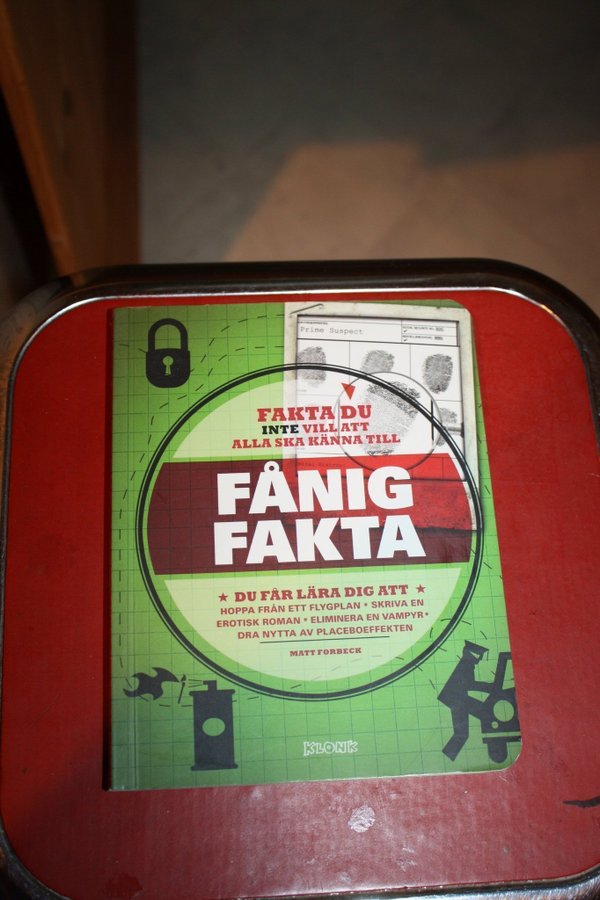 Prime Suspect
FAKTA DU
INTE VILL ATT
ALLA SKA KÄNNA TILL
FÅNIG
FAKTA
★ DU FÅR LÄRA DIG ATT ★
HOPPA FRÅN ETT FLYGPLAN • SKRIVA EN
EROTISK ROMAN • ELIMINERA EN VAMPYR •
DRA NYTTA AV PLACEBOEFFEKTEN
MATT FORBECK
KLONK